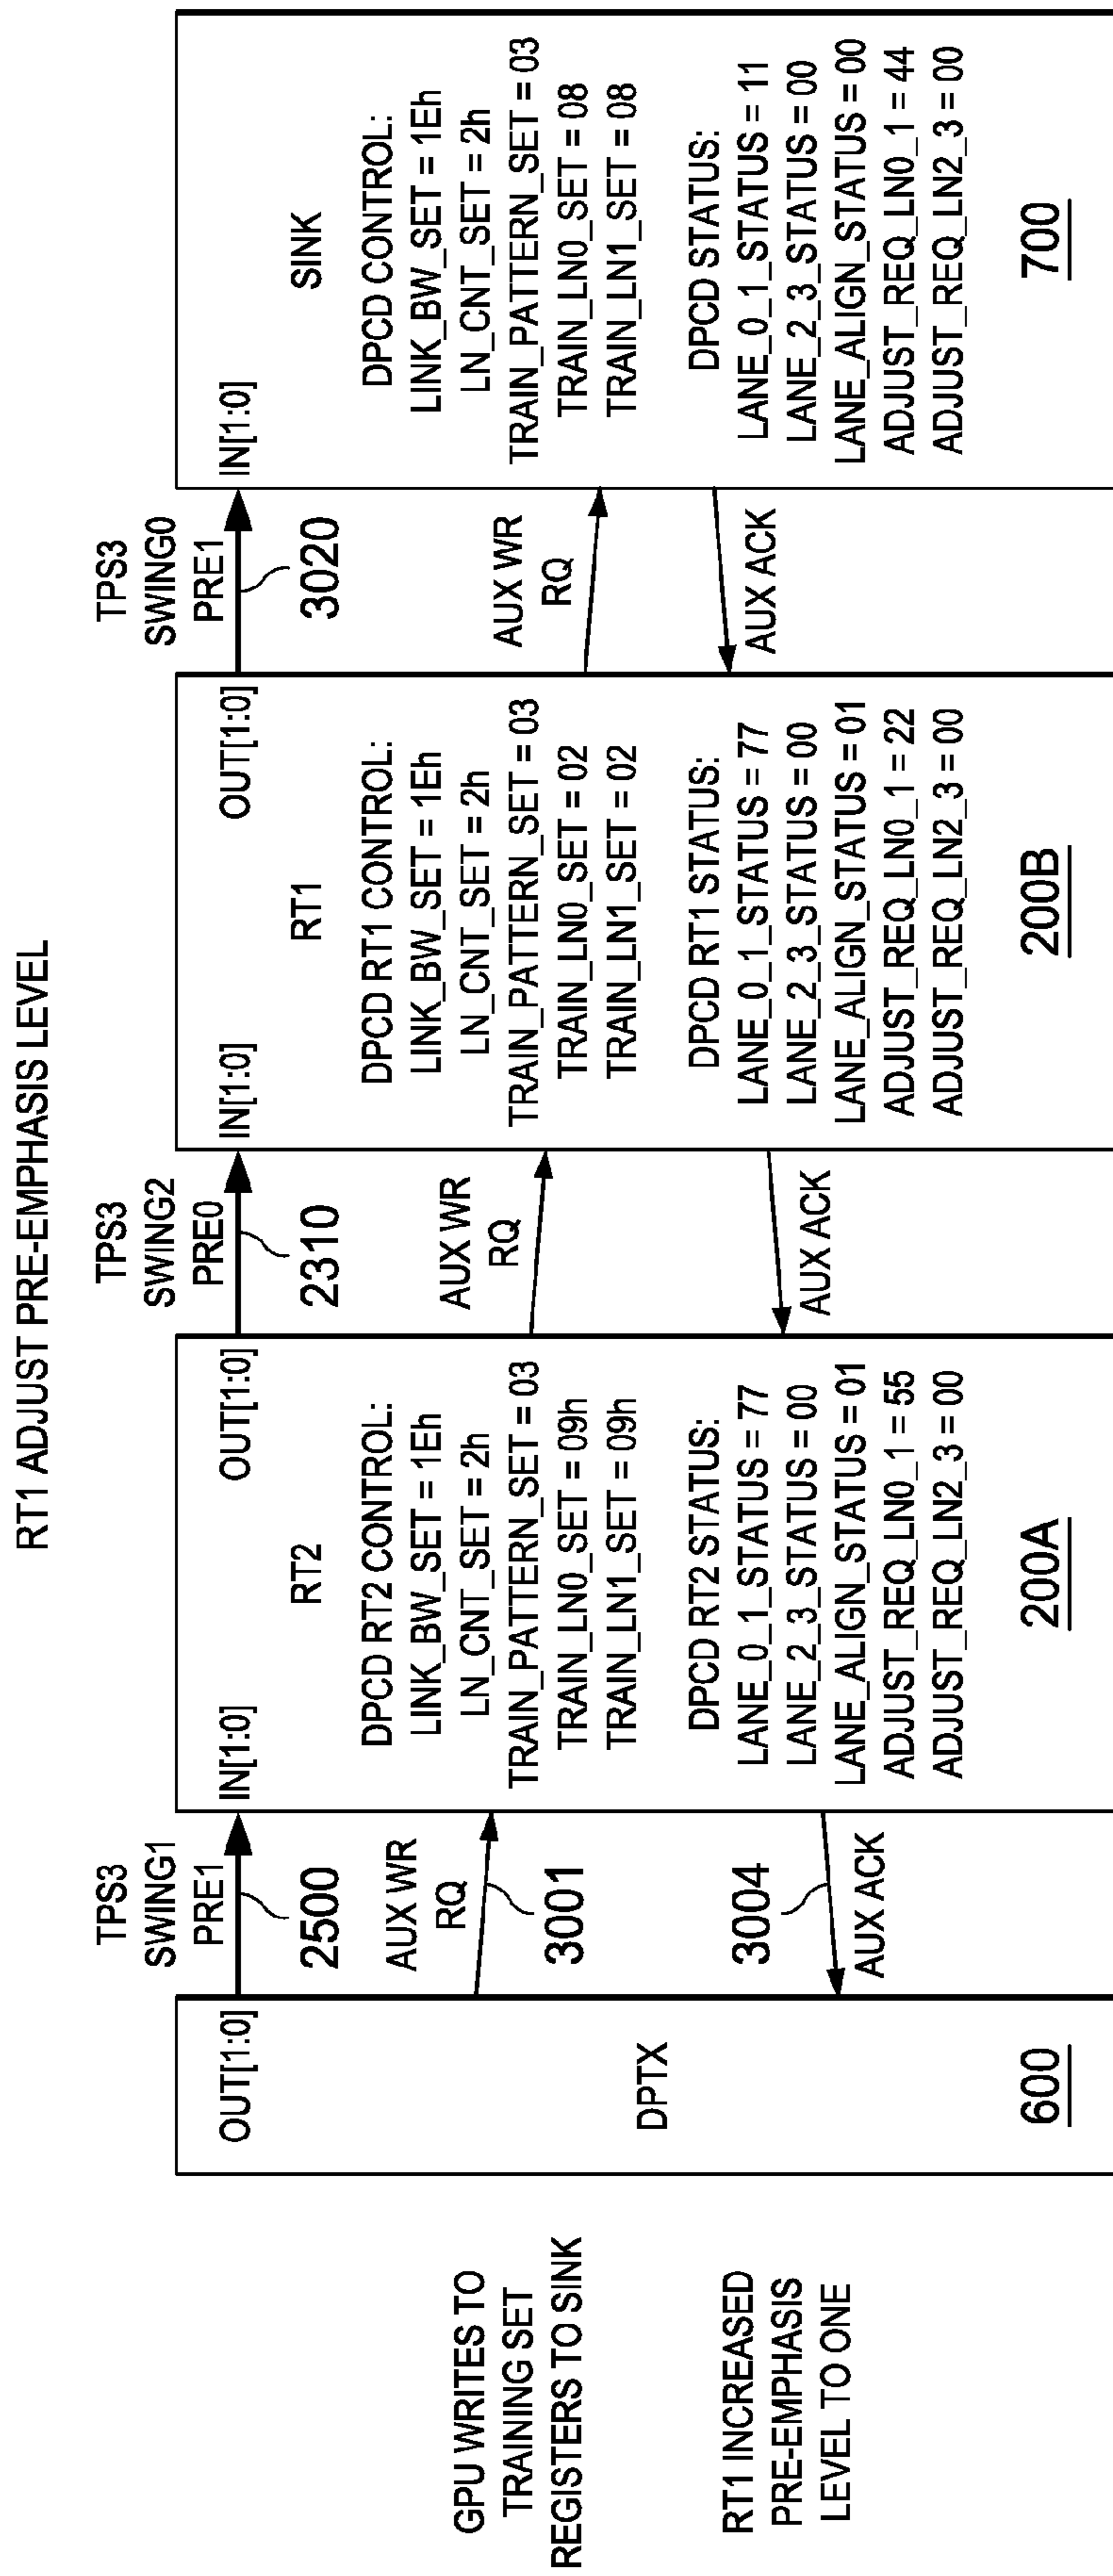 RT1 ADJUST PRE-EMPHASIS LEVEL
GPU WRITES TO
TRAINING SET
REGISTERS TO SINK
RT1 INCREASED
PRE-EMPHASIS
LEVEL TO ONE
OUT[1:0]
DPTX
600
TPS3
SWING1
PRE1
2500
AUX WR
RQ
3001
3004
AUX ACK
IN[1:0]
OUT[1:0]
RT2
DPCD RT2 CONTROL:
LINK_BW_SET = 1Eh
LN_CNT_SET = 2h
TRAIN_PATTERN_SET = 03
TRAIN_LN0_SET = 09h
TRAIN_LN1_SET = 09h
DPCD RT2 STATUS:
LANE_0_1_STATUS = 77
LANE_2_3_STATUS = 00
LANE_ALIGN_STATUS = 01
ADJUST_REQ_LN0_1 = 55
ADJUST_REQ_LN2_3 = 00
200A
TPS3
SWING2
PRE0
2310
AUX WR
RQ
AUX ACK
IN[1:0]
OUT[1:0]
RT1
DPCD RT1 CONTROL:
LINK_BW_SET = 1Eh
LN_CNT_SET = 2h
TRAIN_PATTERN_SET = 03
TRAIN_LN0_SET = 02
TRAIN_LN1_SET = 02
DPCD RT1 STATUS:
LANE_0_1_STATUS = 77
LANE_2_3_STATUS = 00
LANE_ALIGN_STATUS = 01
ADJUST_REQ_LN0_1 = 22
ADJUST_REQ_LN2_3 = 00
200B
TPS3
SWING0
PRE1
3020
AUX WR
RQ
AUX ACK
IN[1:0]
SINK
DPCD CONTROL:
LINK_BW_SET = 1Eh
LN_CNT_SET = 2h
TRAIN_PATTERN_SET = 03
TRAIN_LN0_SET = 08
TRAIN_LN1_SET = 08
DPCD STATUS:
LANE_0_1_STATUS = 11
LANE_2_3_STATUS = 00
LANE_ALIGN_STATUS = 00
ADJUST_REQ_LN0_1 = 44
ADJUST_REQ_LN2_3 = 00
700